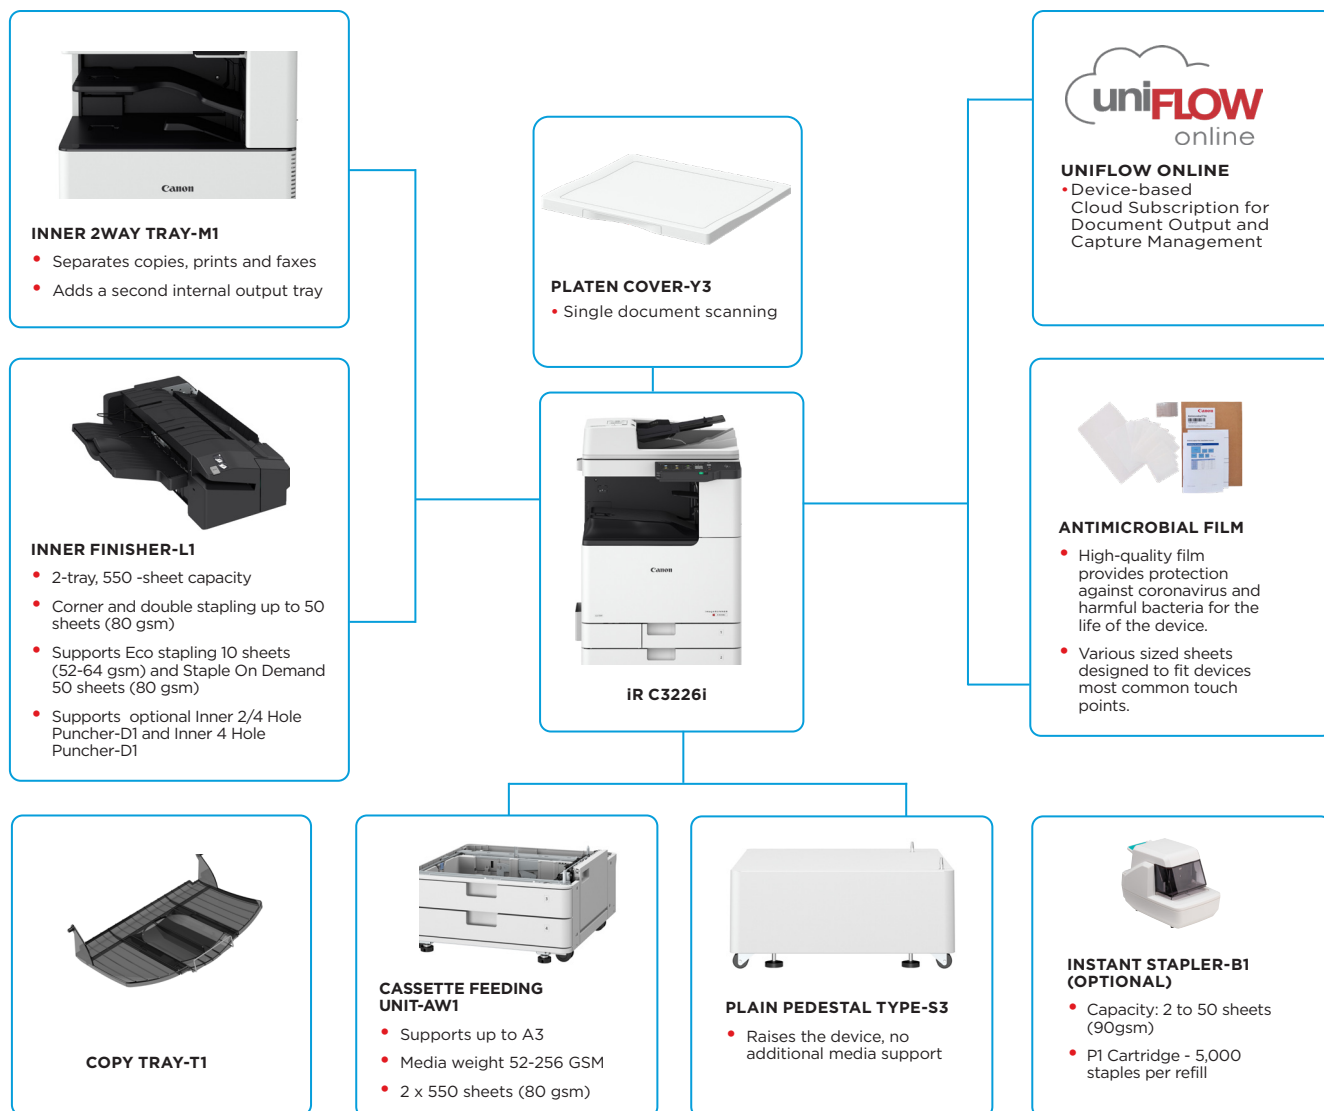 Canon
INNER 2WAY TRAY-M1
• Separates copies, prints and faxes
• Adds a second internal output tray
PLATEN COVER-Y3
• Single document scanning
uniFLOW
online
UNIFLOW ONLINE
• Device-based
Cloud Subscription for
Document Output and
Capture Management
INNER FINISHER-L1
• 2-tray, 550 -sheet capacity
• Corner and double stapling up to 50
sheets (80 gsm)
• Supports Eco stapling 10 sheets
(52-64 gsm) and Staple On Demand
50 sheets (80 gsm)
• Supports  optional Inner 2/4 Hole
Puncher-D1 and Inner 4 Hole
Puncher-D1
Canon
iR C3226i
Canon
ANTIMICROBIAL FILM
• High-quality film
provides protection
against coronavirus and
harmful bacteria for the
life of the device.
• Various sized sheets
designed to fit devices
most common touch
points.
COPY TRAY-T1
CASSETTE FEEDING
UNIT-AW1
• Supports up to A3
• Media weight 52-256 GSM
• 2 x 550 sheets (80 gsm)
PLAIN PEDESTAL TYPE-S3
• Raises the device, no
additional media support
INSTANT STAPLER-B1
(OPTIONAL)
• Capacity: 2 to 50 sheets
(90gsm)
• P1 Cartridge - 5,000
staples per refill